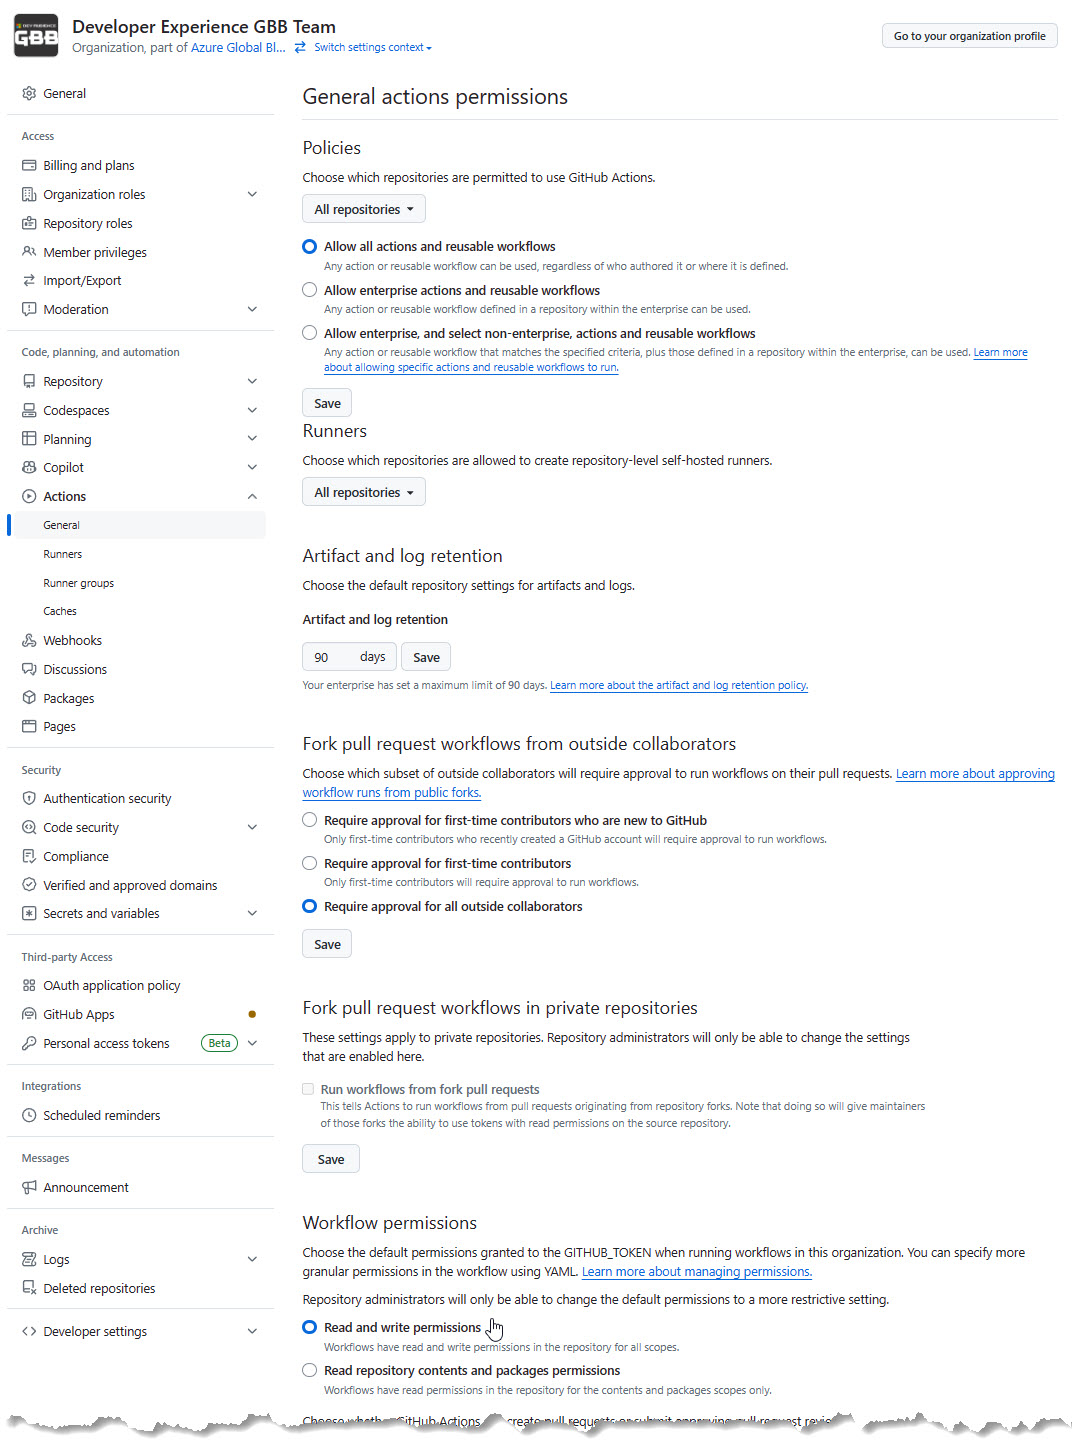 DEVELOPER EXPERIENCE
GBB
Developer Experience GBB Team
Organization, part of Azure Global Bl... Switch settings context
Go to your organization profile
General
Access
Billing and plans
Organization roles
Repository roles
Member privileges
Import/Export
Moderation
Code, planning, and automation
Repository
Codespaces
Planning
Copilot
Actions
General
Runners
Runner groups
Caches
Webhooks
Discussions
Packages
Pages
Security
Authentication security
Code security
Compliance
Verified and approved domains
Secrets and variables
Third-party Access
OAuth application policy
GitHub Apps
Personal access tokens Beta
Integrations
Scheduled reminders
Messages
Announcement
Archive
Logs
Deleted repositories
Developer settings
General actions permissions
Policies
Choose which repositories are permitted to use GitHub Actions.
All repositories
Allow all actions and reusable workflows
Any action or reusable workflow can be used, regardless of who authored it or where it is defined.
Allow enterprise actions and reusable workflows
Any action or reusable workflow defined in a repository within the enterprise can be used.
Allow enterprise, and select non-enterprise, actions and reusable workflows
Any action or reusable workflow that matches the specified criteria, plus those defined in a repository within the enterprise, can be used. Learn more
about allowing specific actions and reusable workflows to run.
Save
Runners
Choose which repositories are allowed to create repository-level self-hosted runners.
All repositories
Artifact and log retention
Choose the default repository settings for artifacts and logs.
Artifact and log retention
90 days Save
Your enterprise has set a maximum limit of 90 days. Learn more about the artifact and log retention policy.
Fork pull request workflows from outside collaborators
Choose which subset of outside collaborators will require approval to run workflows on their pull requests. Learn more about approving
workflow runs from public forks.
Require approval for first-time contributors who are new to GitHub
Only first-time contributors who recently created a GitHub account will require approval to run workflows.
Require approval for first-time contributors
Only first-time contributors will require approval to run workflows.
Require approval for all outside collaborators
Save
Fork pull request workflows in private repositories
These settings apply to private repositories. Repository administrators will only be able to change the settings
that are enabled here.
Run workflows from fork pull requests
This tells Actions to run workflows from pull requests originating from repository forks. Note that doing so will give maintainers
of those forks the ability to use tokens with read permissions on the source repository.
Save
Workflow permissions
Choose the default permissions granted to the GITHUB_TOKEN when running workflows in this organization. You can specify more
granular permissions in the workflow using YAML. Learn more about managing permissions.
Repository administrators will only be able to change the default permissions to a more restrictive setting.
Read and write permissions
Workflows have read and write permissions in the repository for all scopes.
Read repository contents and packages permissions
Workflows have read permissions in the repository for the contents and packages scopes only.
Choose whether GitHub Actions create pull requests or submit approving pull request